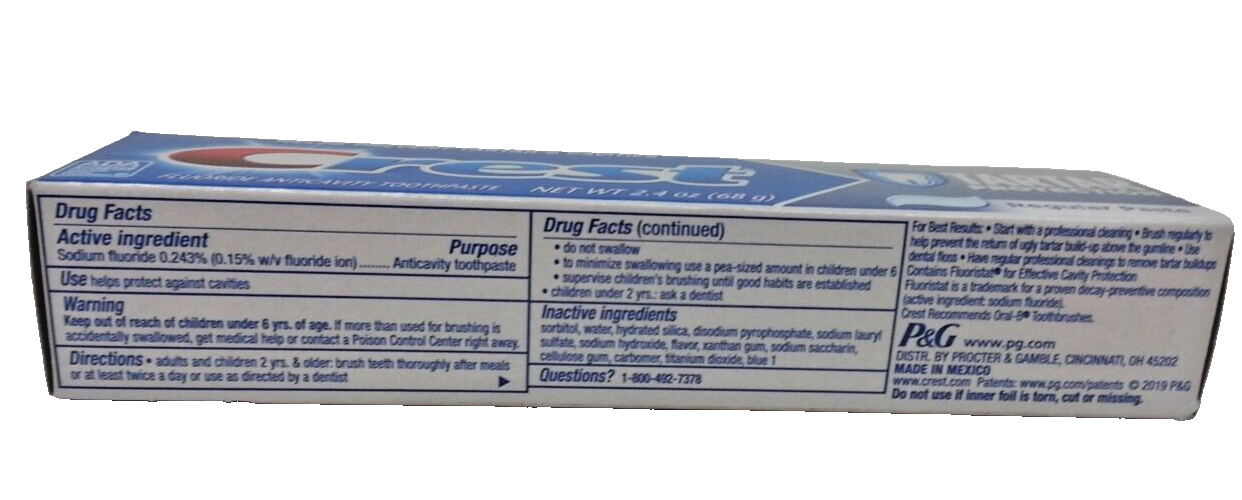 Crest
FLUORIDE ANTICAVITY TOOTHPASTE NET WT 2.4 oz (68 g)
Regular Paste
Drug Facts
Active ingredient Purpose
Sodium fluoride 0.243% (0.15% w/v fluoride ion)........ Anticavity toothpaste
Use helps protect against cavities
Warning
Keep out of reach of children under 6 yrs. of age. If more than used for brushing is
accidentally swallowed, get medical help or contact a Poison Control Center right away.
Directions • adults and children 2 yrs. & older: brush teeth thoroughly after meals
or at least twice a day or use as directed by a dentist
Drug Facts (continued)
• do not swallow
• to minimize swallowing use a pea-sized amount in children under 6
• supervise children's brushing until good habits are established
• children under 2 yrs.: ask a dentist
Inactive ingredients
sorbitol, water, hydrated silica, disodium pyrophosphate, sodium lauryl
sulfate, sodium hydroxide, flavor, xanthan gum, sodium saccharin,
cellulose gum, carbomer, titanium dioxide, blue 1
Questions? 1-800-492-7378
For Best Results: • Start with a professional cleaning • Brush regularly to
help prevent the return of ugly tartar build-up above the gumline • Use
dental floss • Have regular professional cleanings to remove tartar buildups
Contains Fluoristat® for Effective Cavity Protection
Fluoristat is a trademark for a proven decay-preventive composition
(active ingredient: sodium fluoride).
Crest Recommends Oral-B® Toothbrushes.
P&G www.pg.com
DISTR. BY PROCTER & GAMBLE, CINCINNATI, OH 45202
MADE IN MEXICO
www.crest.com Patents: www.pg.com/patents © 2019 P&G
Do not use if inner foil is torn, cut or missing.